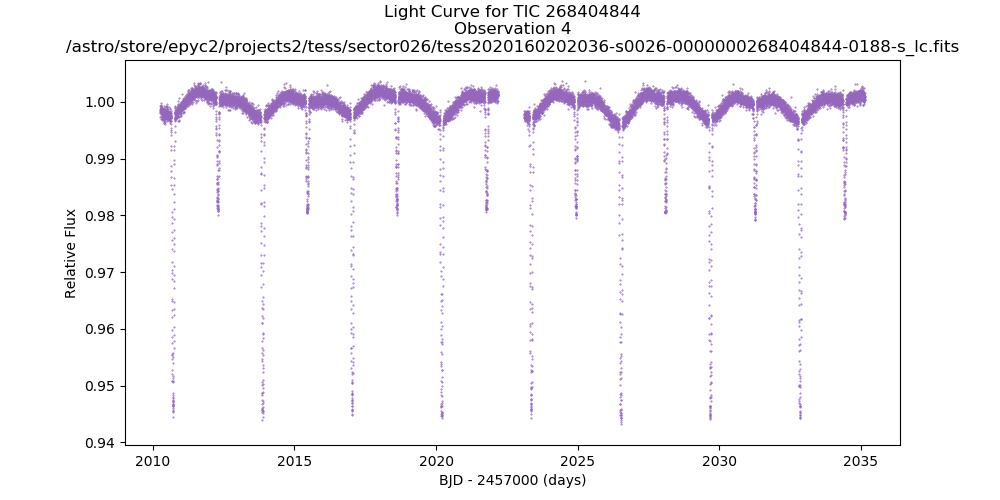 Light Curve for TIC 268404844
Observation 4
/astro/store/epyc2/projects2/tess/sector026/tess2020160202036-s0026-0000000268404844-0188-s_lc.fits
1.00
0.99
0.98
0.97
0.96
0.95
0.94
Relative Flux
2010 2015 2020 2025 2030 2035
BJD - 2457000 (days)